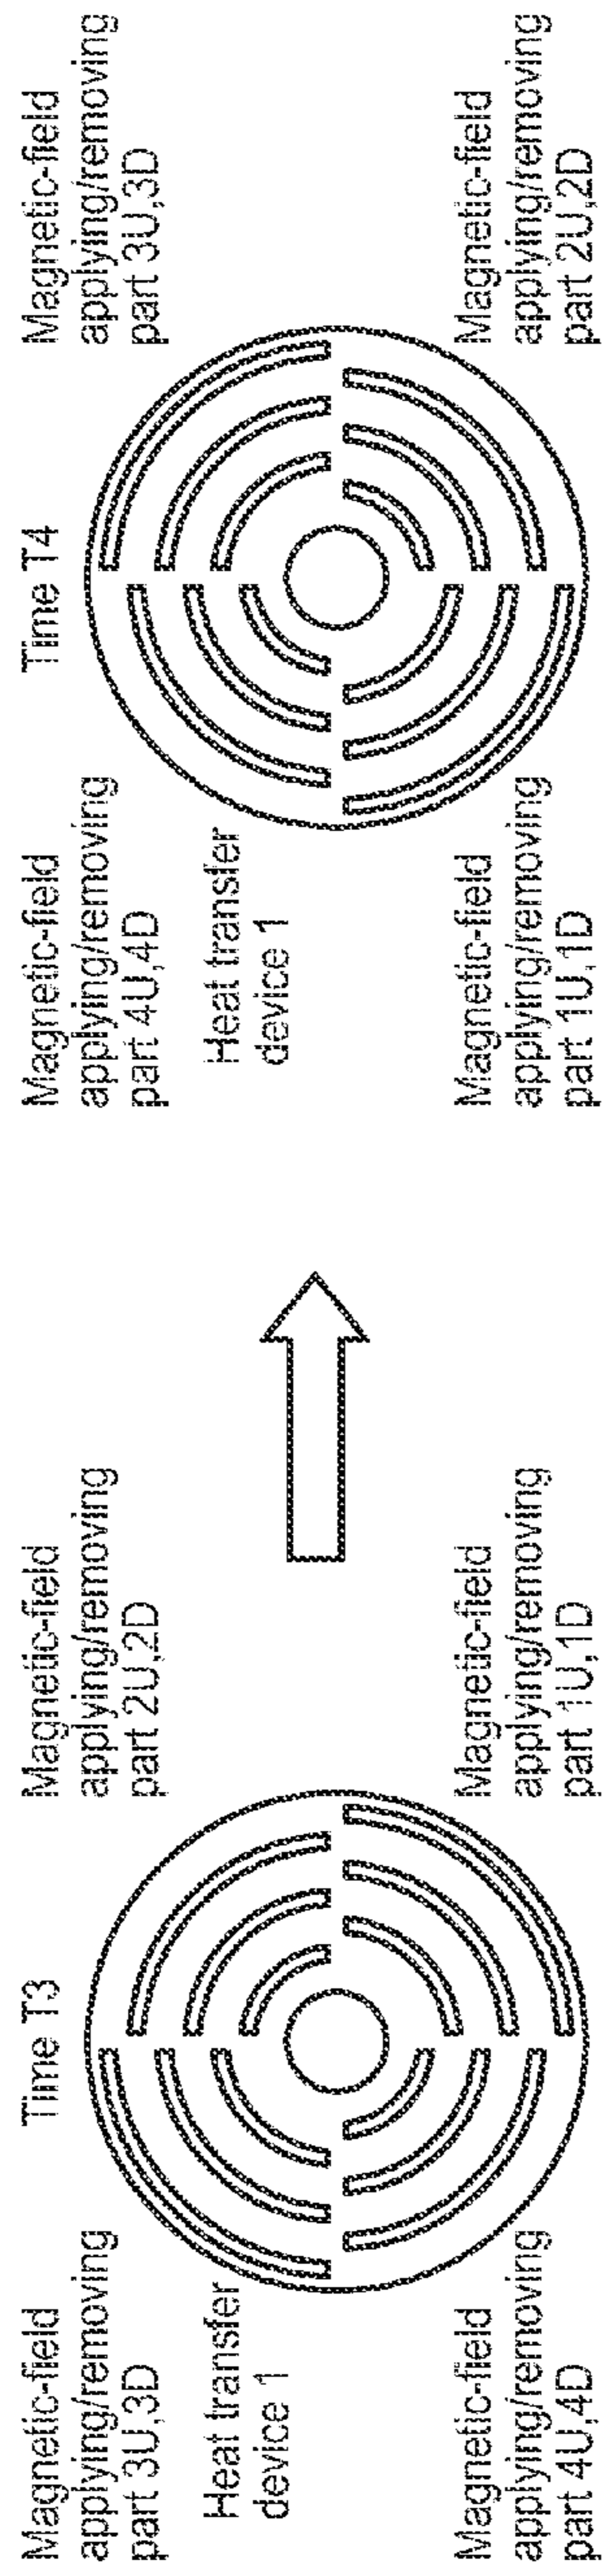 Time T3
Magnetic-field
applying/removing
part 3U,3D
Magnetic-field
applying/removing
part 2U,2D
Heat transfer
device 1
Magnetic-field
applying/removing
part 4U,4D
Magnetic-field
applying/removing
part 1U,1D
Time T4
Magnetic-field
applying/removing
part 4U,4D
Magnetic-field
applying/removing
part 3U,3D
Heat transfer
device 1
Magnetic-field
applying/removing
part 1U,1D
Magnetic-field
applying/removing
part 2U,2D